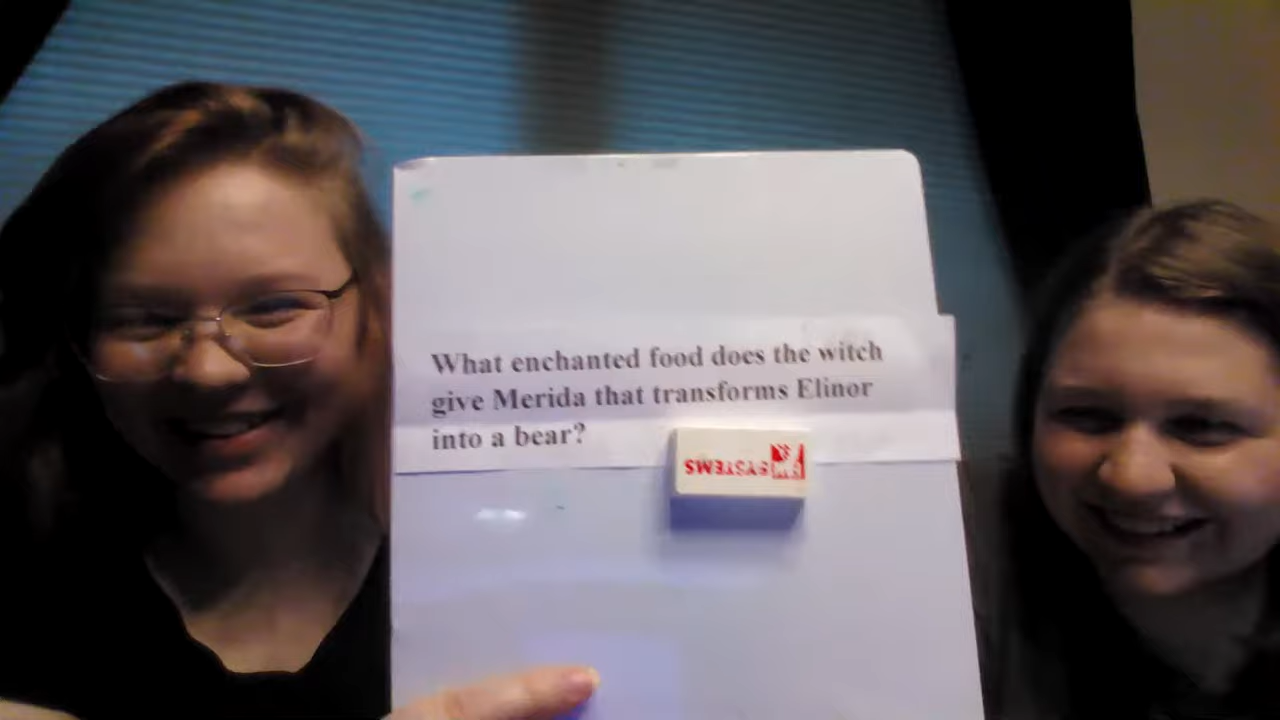 What enchanted food does the witch
give Merida that transforms Elinor
into a bear?
SYSTEMS